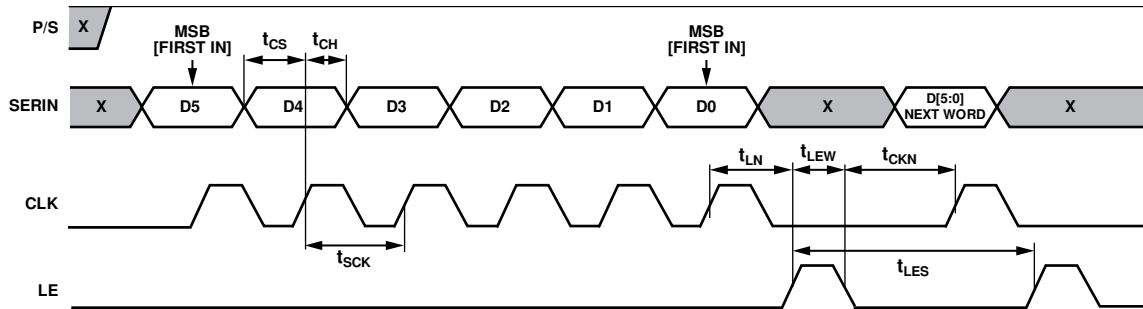 P/S
X
MSB
[FIRST IN]
tCS
tCH
MSB
[FIRST IN]
SERIN
X
D5
D4
D3
D2
D1
D0
X
D[5:0]
NEXT WORD
X
tLN
tLEW
tCKN
CLK
tSCK
tLES
LE